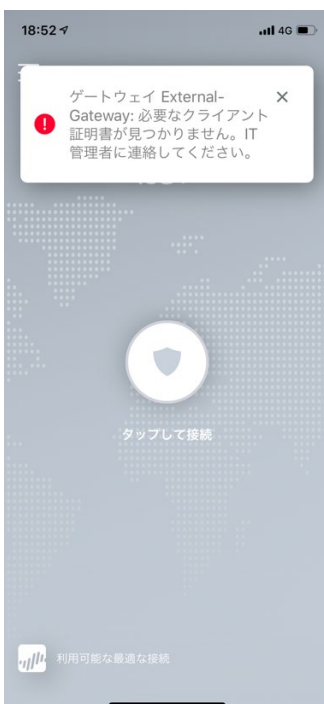 18:52
4G
ゲートウェイ External-
Gateway: 必要なクライアント
証明書が見つかりません。IT
管理者に連絡してください。
タップして接続
利用可能な最適な接続